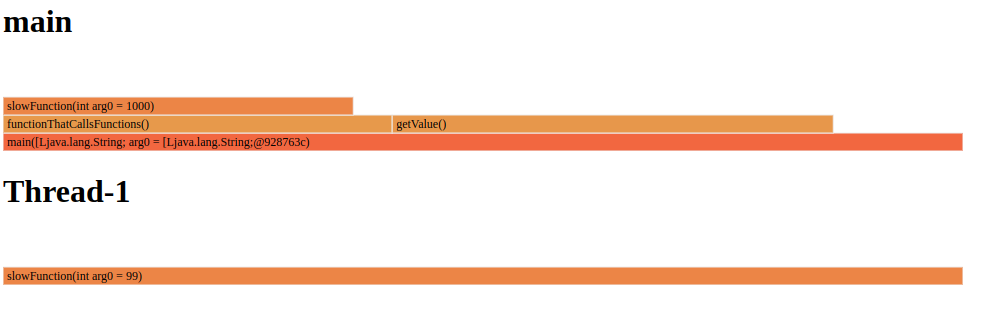 main
slowFunction(int arg0 = 1000)
functionThatCallsFunctions() getValue()
main([Ljava.lang.String; arg0 = [Ljava.lang.String;@928763c)
Thread-1
slowFunction(int arg0 = 99)